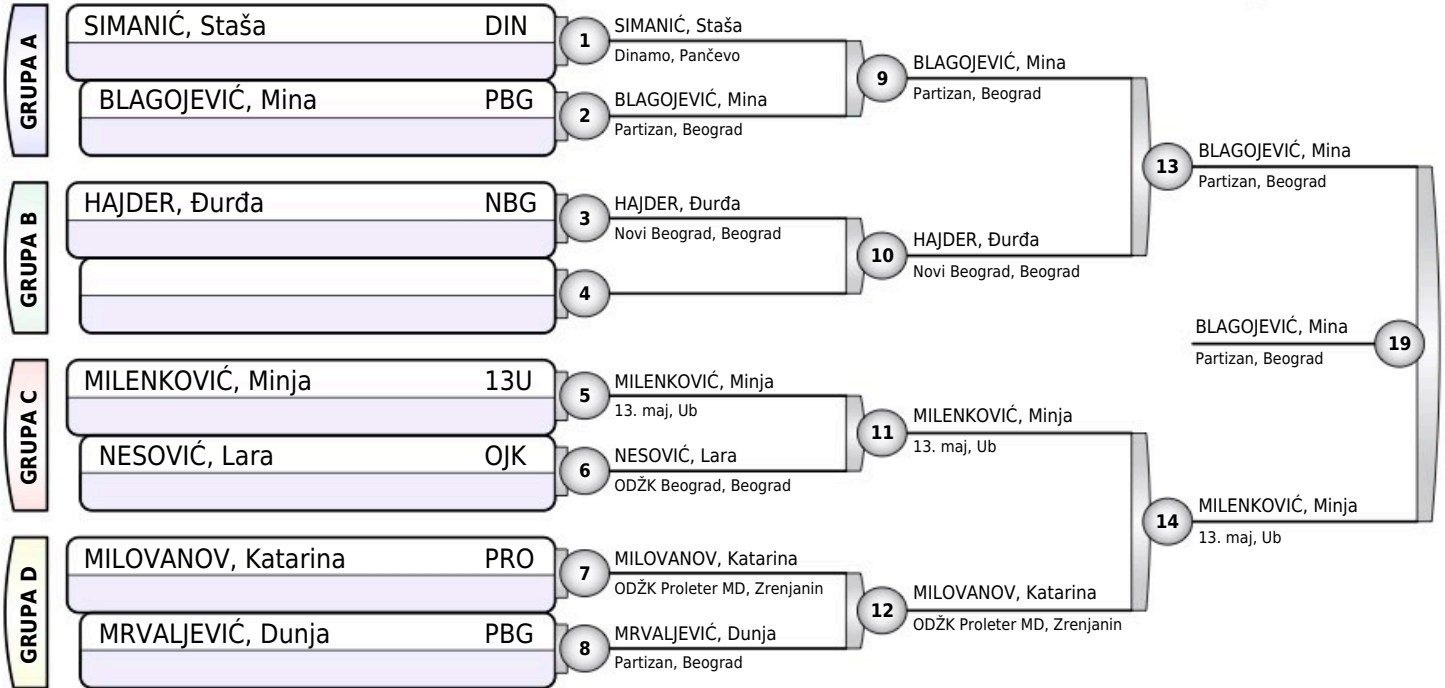 GRUPA A
SIMANIĆ, Staša DIN
BLAGOJEVIĆ, Mina PBG
GRUPA B
HAJDER, Đurđa NBG
GRUPA C
MILENKOVIĆ, Minja 13U
NESOVIĆ, Lara OJK
GRUPA D
MILOVANOV, Katarina PRO
MRVALJEVIĆ, Dunja PBG
1
SIMANIĆ, Staša
Dinamo, Pančevo
2
BLAGOJEVIĆ, Mina
Partizan, Beograd
3
HAJDER, Đurđa
Novi Beograd, Beograd
4
5
MILENKOVIĆ, Minja
13. maj, Ub
6
NESOVIĆ, Lara
ODŽK Beograd, Beograd
7
MILOVANOV, Katarina
ODŽK Proleter MD, Zrenjanin
8
MRVALJEVIĆ, Dunja
Partizan, Beograd
9
BLAGOJEVIĆ, Mina
Partizan, Beograd
10
HAJDER, Đurđa
Novi Beograd, Beograd
11
MILENKOVIĆ, Minja
13. maj, Ub
12
MILOVANOV, Katarina
ODŽK Proleter MD, Zrenjanin
13
BLAGOJEVIĆ, Mina
Partizan, Beograd
14
MILENKOVIĆ, Minja
13. maj, Ub
BLAGOJEVIĆ, Mina
Partizan, Beograd
19